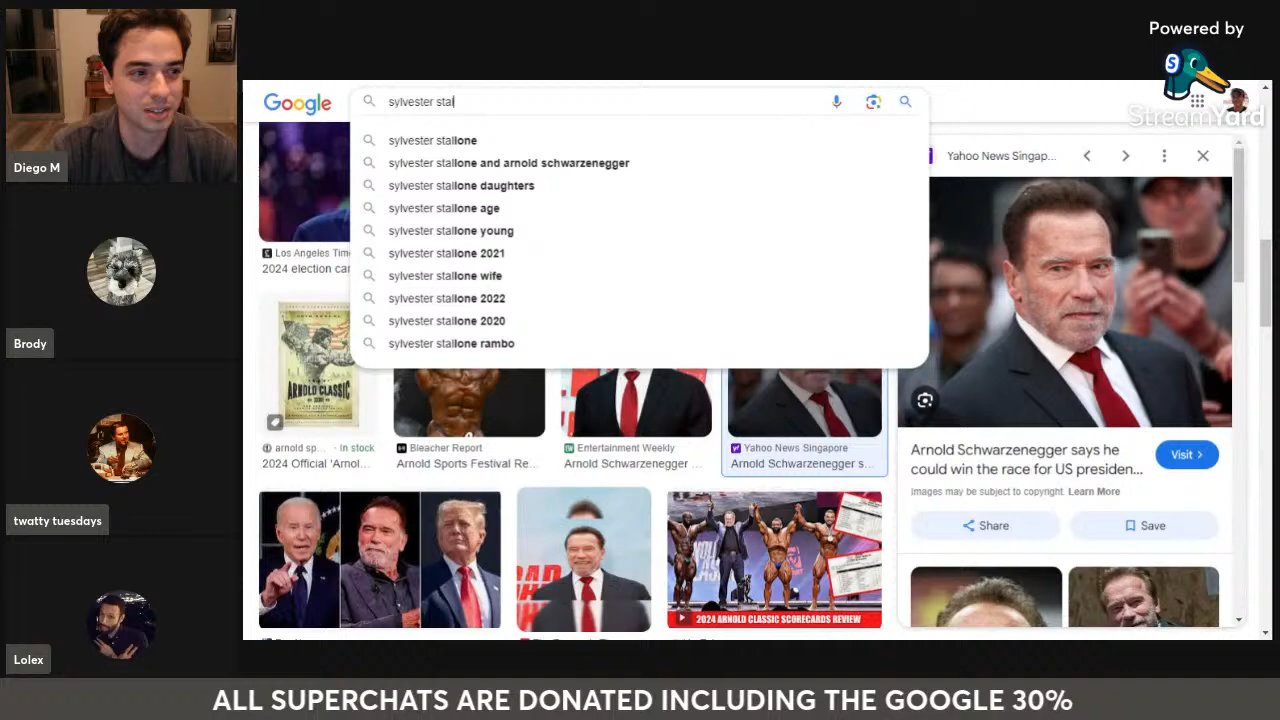 Powered by
S
StreamYard
Diego M
Brody
twatty tuesdays
Lolex
Google
sylvester stal
sylvester stallone
sylvester stallone and arnold schwarzenegger
sylvester stallone daughters
sylvester stallone age
sylvester stallone young
sylvester stallone 2021
sylvester stallone wife
sylvester stallone 2022
sylvester stallone 2020
sylvester stallone rambo
Los Angeles Time
2024 election car
ARNOLD CLASSIC
arnold sp... · In stock
2024 Official 'Arnol...
Bleacher Report
Arnold Sports Festival Re...
Entertainment Weekly
Arnold Schwarzenegger ...
Yahoo News Singapore
Arnold Schwarzenegger s...
2024 ARNOLD CLASSIC SCORECARDS REVIEW
Yahoo News Singap...
Arnold Schwarzenegger says he
could win the race for US presiden...
Visit >
Images may be subject to copyright. Learn More
Share
Save
ALL SUPERCHATS ARE DONATED INCLUDING THE GOOGLE 30%